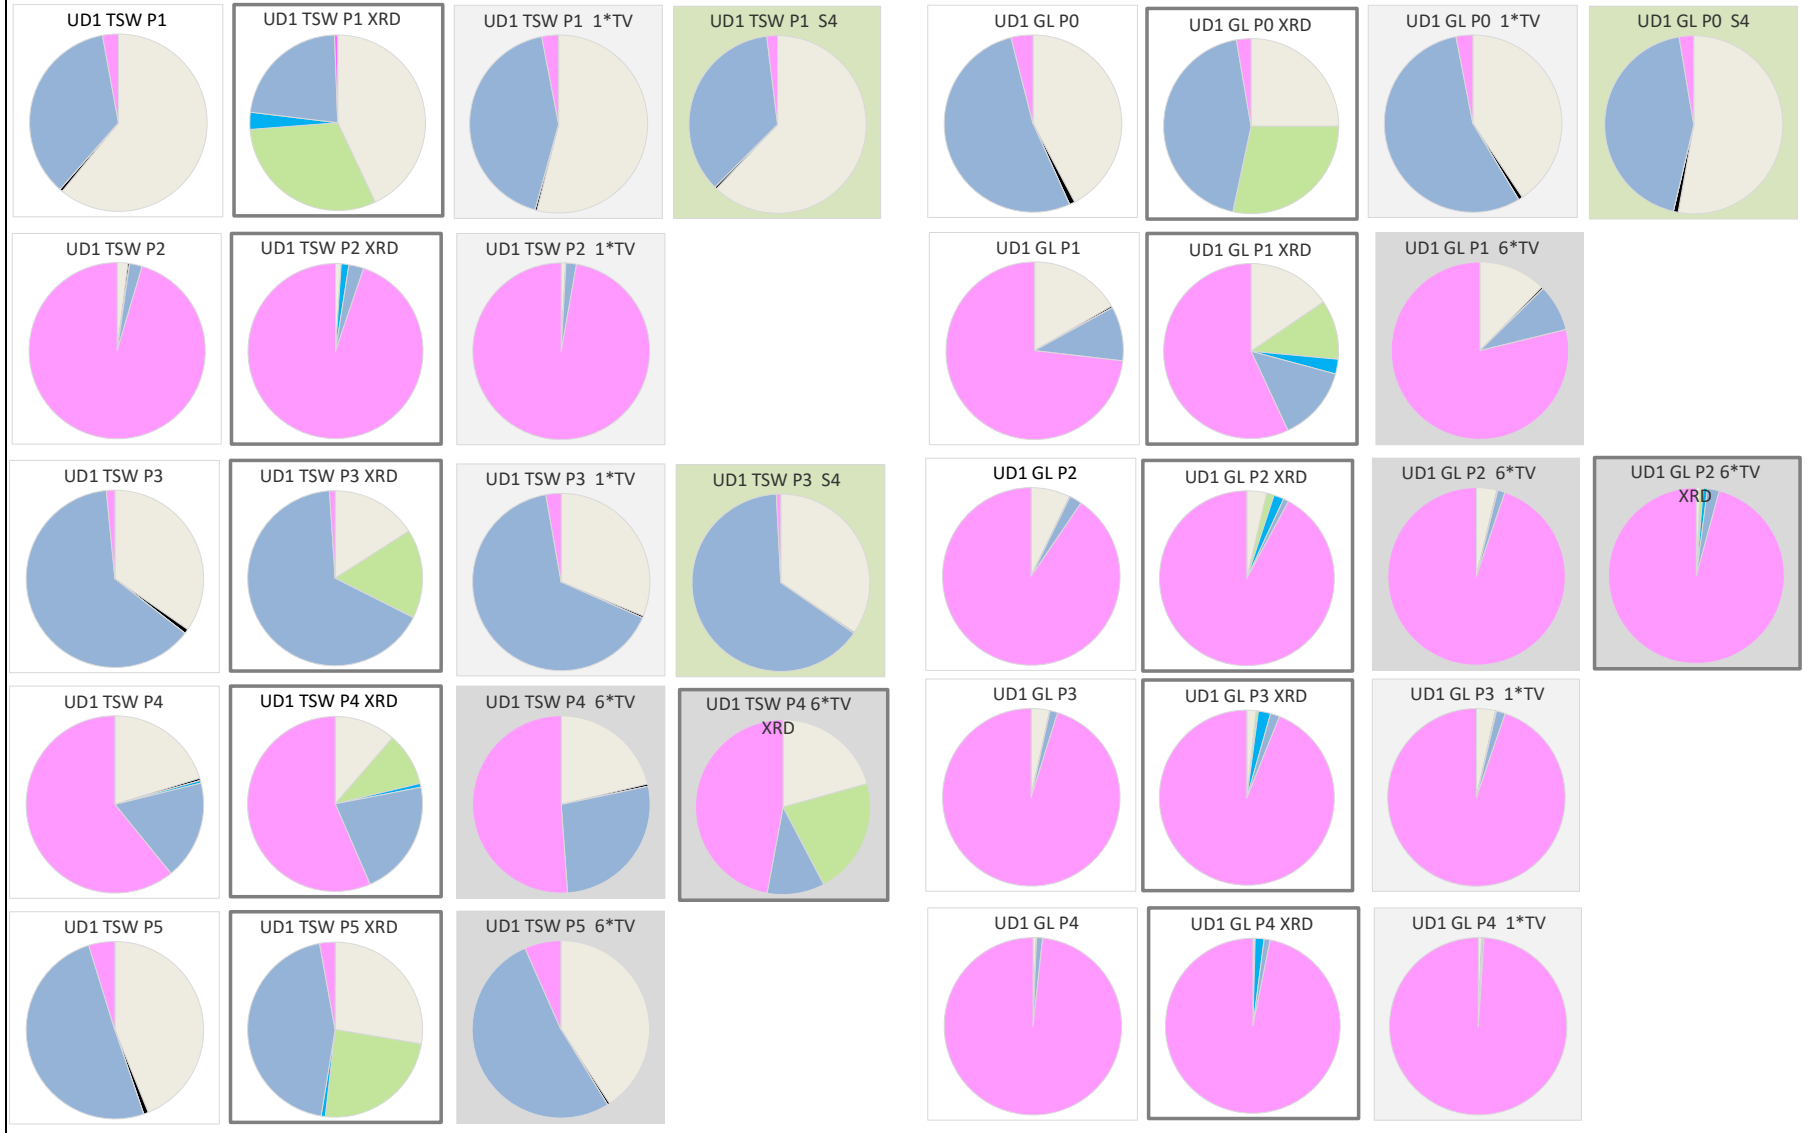 UD1 TSW P1
UD1 TSW P1 XRD
UD1 TSW P1 1*TV
UD1 TSW P1 S4
UD1 GL P0
UD1 GL P0 XRD
UD1 GL P0 1*TV
UD1 GL P0 S4
UD1 TSW P2
UD1 TSW P2 XRD
UD1 TSW P2 1*TV
UD1 GL P1
UD1 GL P1 XRD
UD1 GL P1 6*TV
UD1 TSW P3
UD1 TSW P3 XRD
UD1 TSW P3 1*TV
UD1 TSW P3 S4
UD1 GL P2
UD1 GL P2 XRD
UD1 GL P2 6*TV
UD1 GL P2 6*TV
XRD
UD1 TSW P4
UD1 TSW P4 XRD
UD1 TSW P4 6*TV
UD1 TSW P4 6*TV
XRD
UD1 GL P3
UD1 GL P3 XRD
UD1 GL P3 1*TV
UD1 TSW P5
UD1 TSW P5 XRD
UD1 TSW P5 6*TV
UD1 GL P4
UD1 GL P4 XRD
UD1 GL P4 1*TV